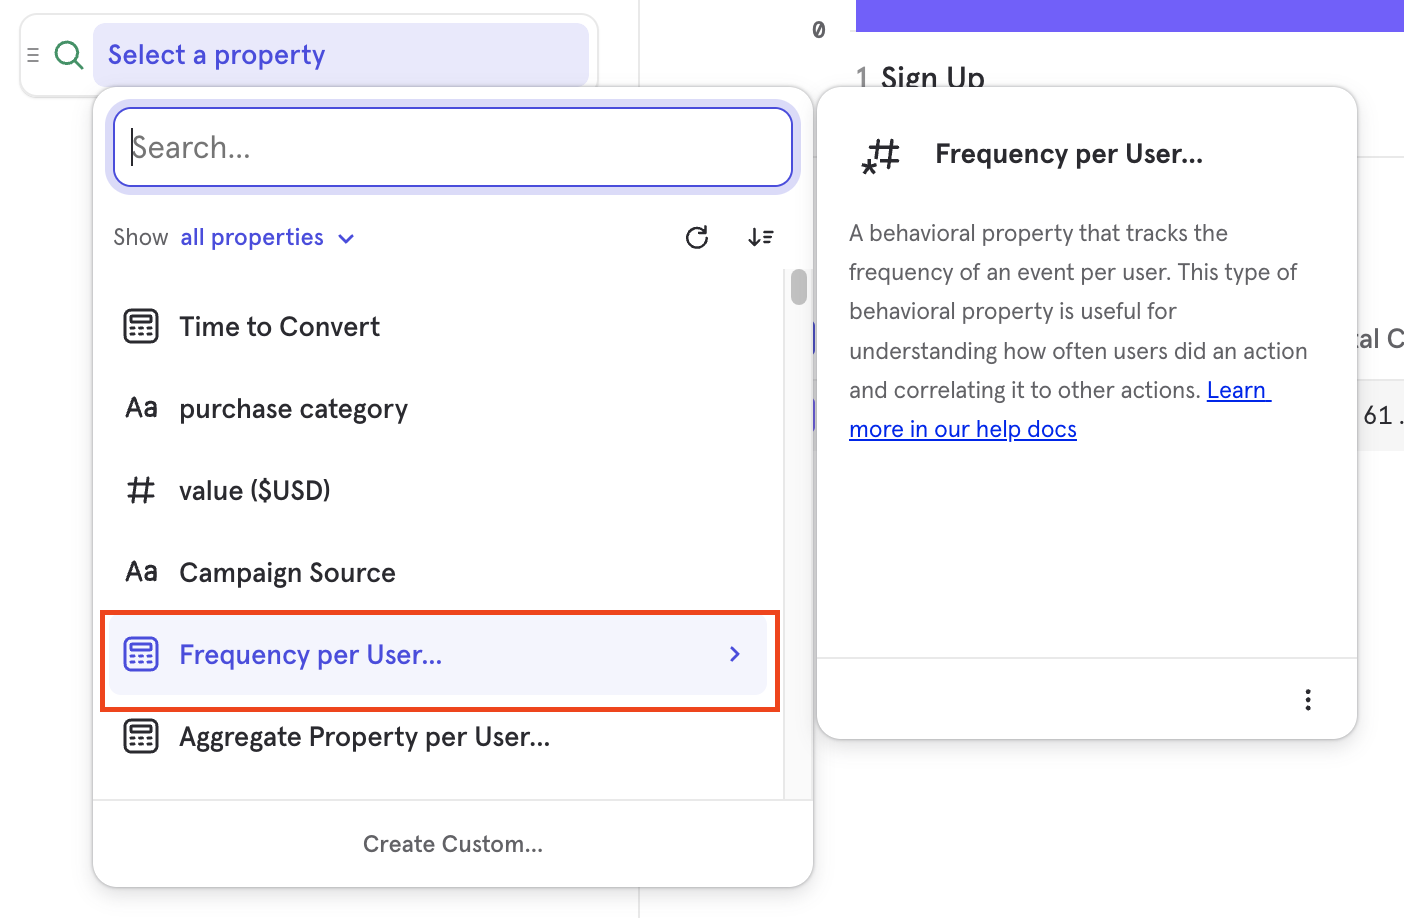 Select a property
0
1 Sign Up
Search...
Show all properties
Time to Convert
Aa purchase category
# value ($USD)
Aa Campaign Source
Frequency per User...
Aggregate Property per User...
Create Custom...
*# Frequency per User...
A behavioral property that tracks the
frequency of an event per user. This type of
behavioral property is useful for
understanding how often users did an action
and correlating it to other actions. Learn
more in our help docs
61.